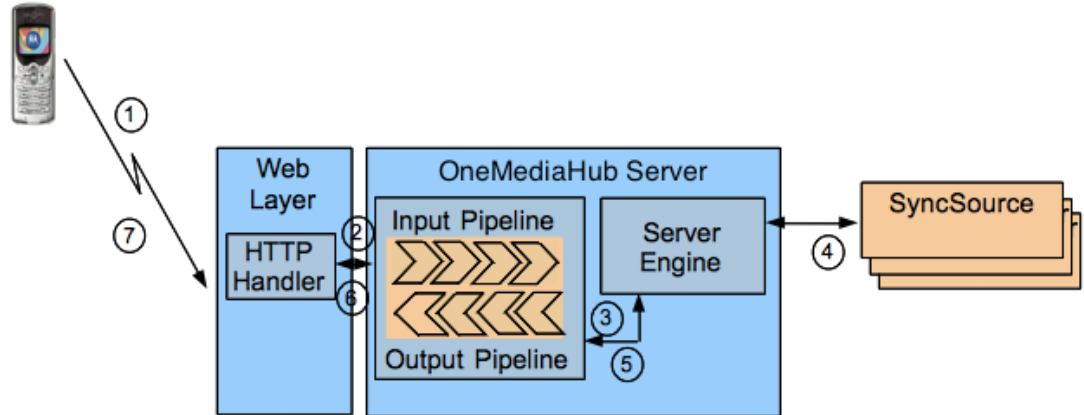 1
7
Web
Layer
HTTP
Handler
2
6
OneMediaHub Server
Input Pipeline
Output Pipeline
Server
Engine
3
5
4
SyncSource